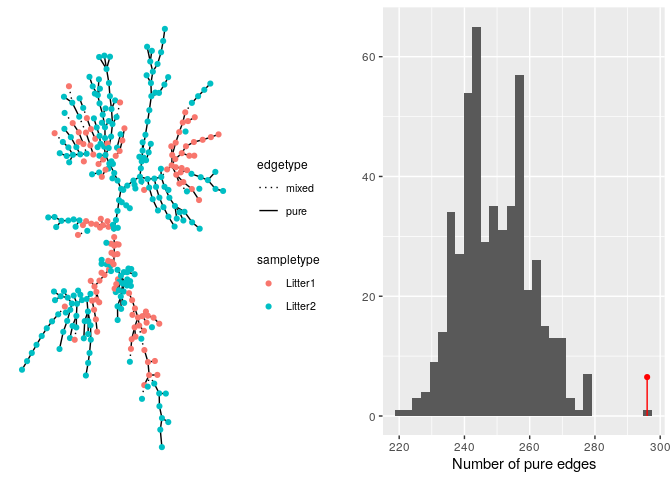 edgetype
mixed
pure
sampletype
Litter1
Litter2
60
40
20
0
220 240 260 280 300
Number of pure edges